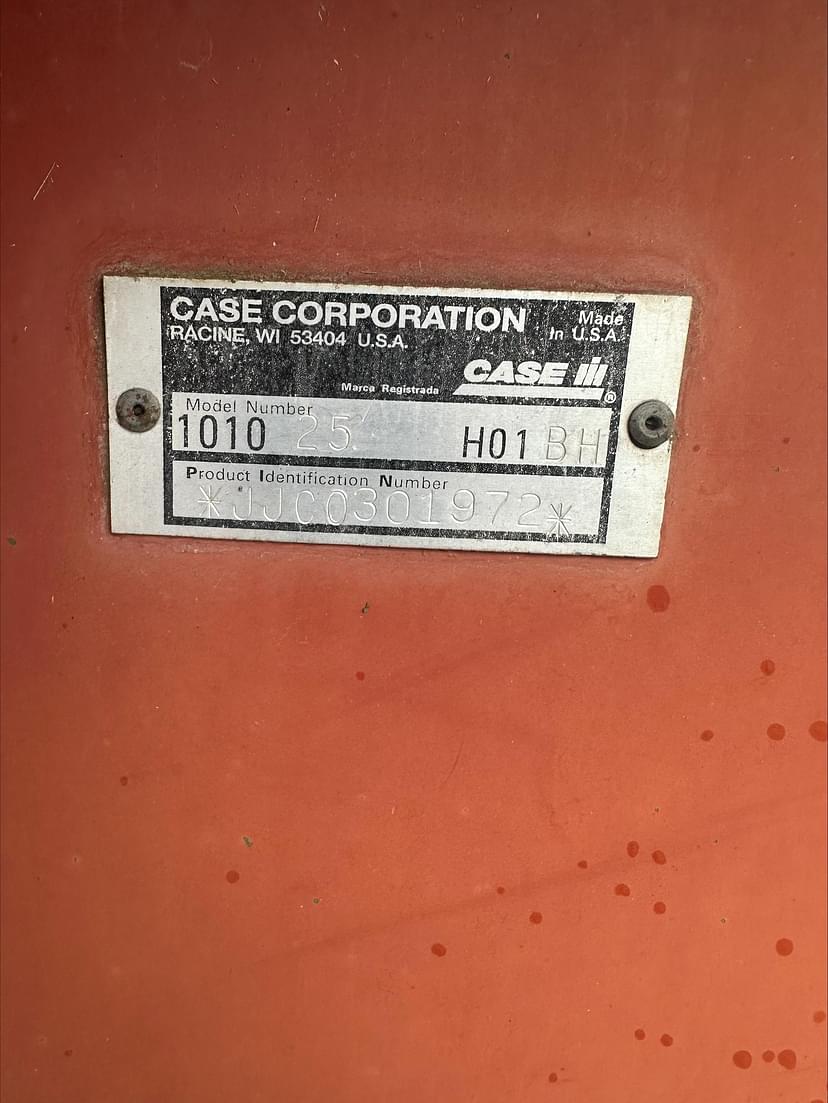 CASE CORPORATION
RACINE, WI 53404 U.S.A.
Made
In U.S.A.
CASE IH
®
Marca Registrada
Model Number
1010 25' H01 BH
Product Identification Number
*JJC0301972*